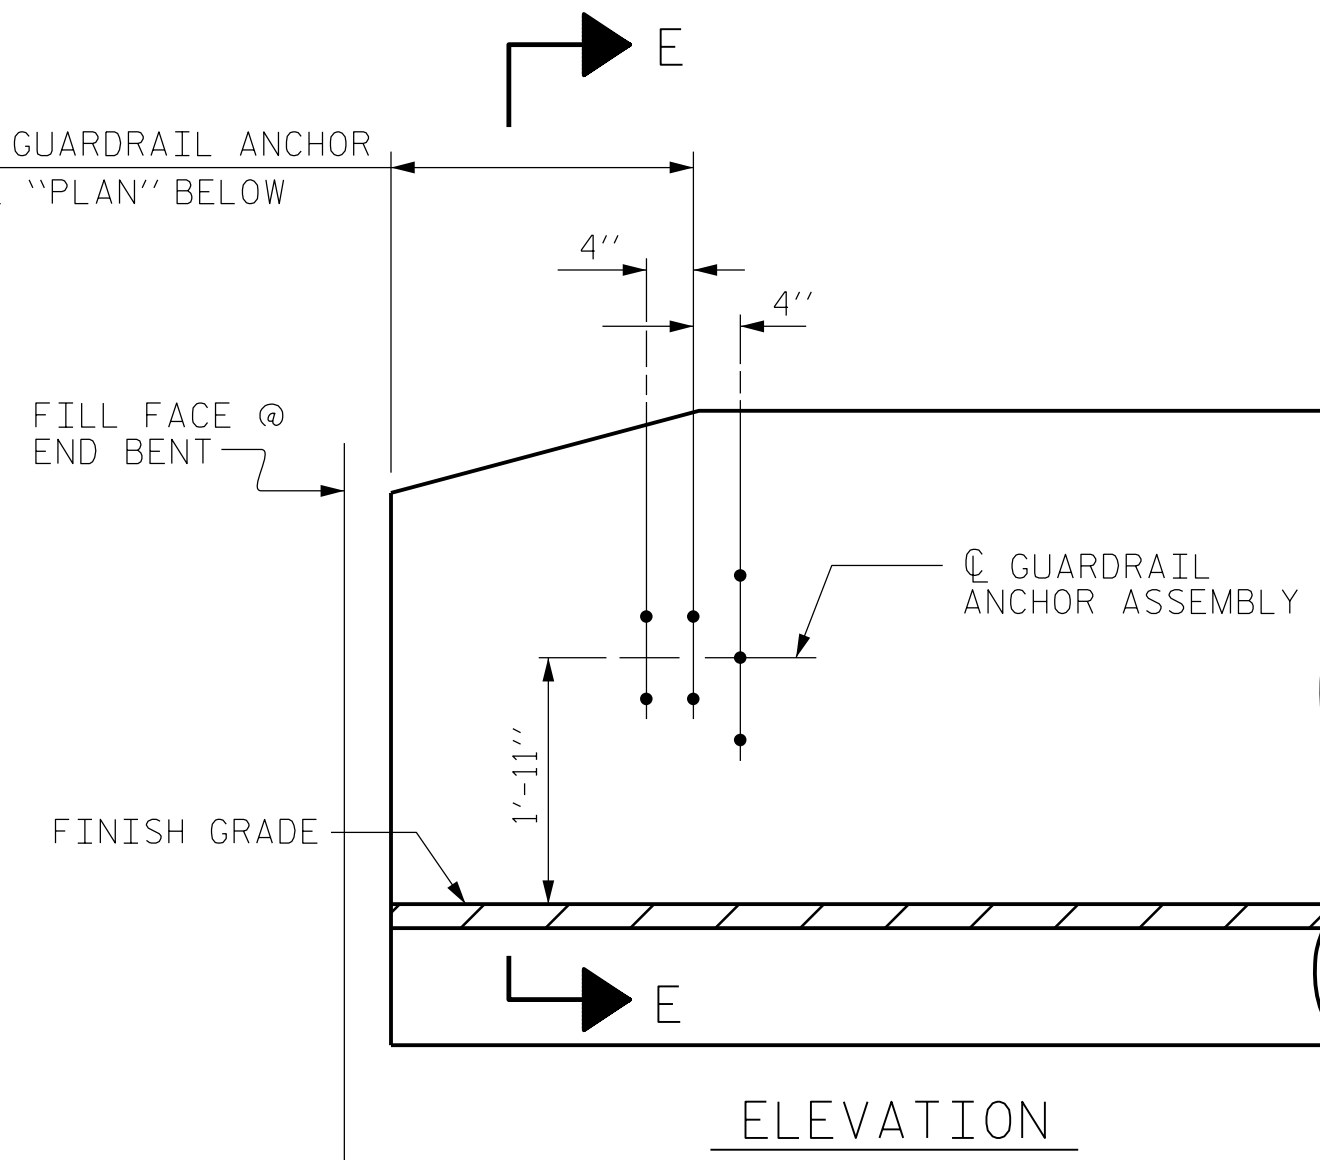 E
GUARDRAIL ANCHOR
"PLAN" BELOW
4"
4"
FILL FACE @
END BENT
℄ GUARDRAIL
ANCHOR ASSEMBLY
1'-11"
FINISH GRADE
E
ELEVATION